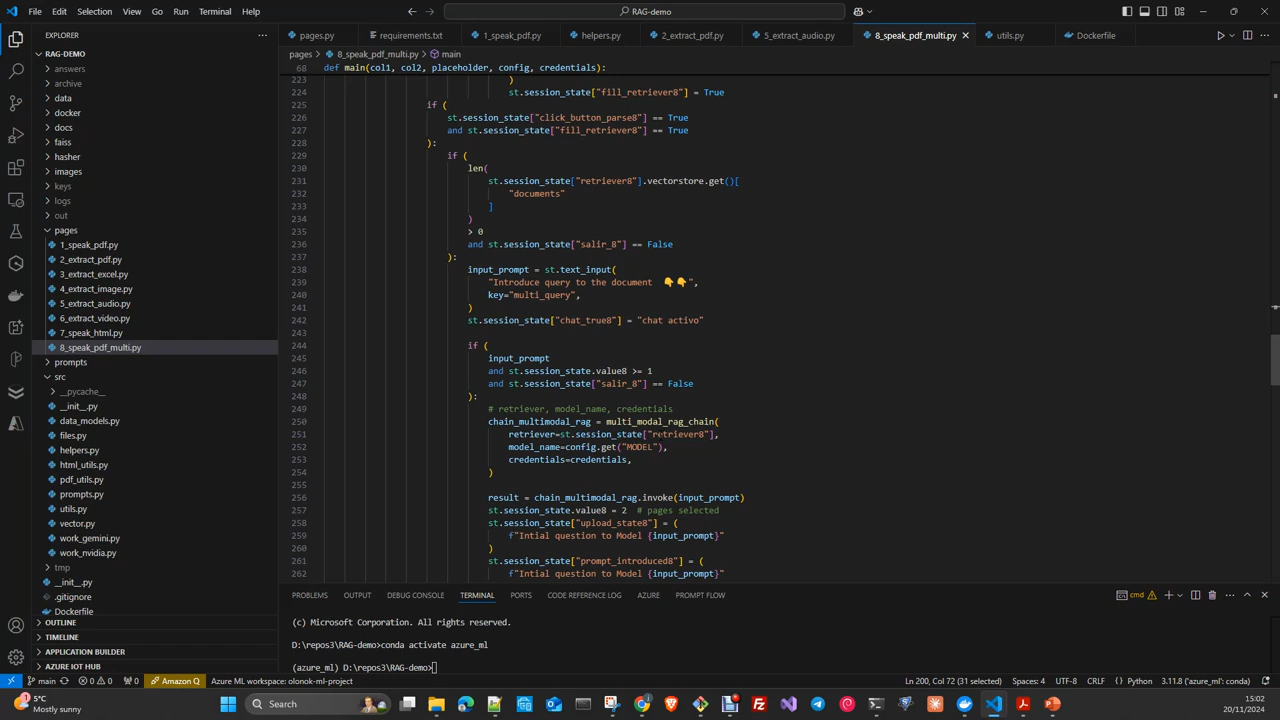 File Edit Selection View Go Run Terminal Help
RAG-demo
EXPLORER
pages.py requirements.txt 1_speak_pdf.py helpers.py 2_extract_pdf.py 5_extract_audio.py 8_speak_pdf_multi.py utils.py Dockerfile
RAG-DEMO
pages > 8_speak_pdf_multi.py > main
answers
archive
data
docker
docs
faiss
hasher
images
keys
logs
out
pages
1_speak_pdf.py
2_extract_pdf.py
3_extract_excel.py
4_extract_image.py
5_extract_audio.py
6_extract_video.py
7_speak_html.py
8_speak_pdf_multi.py
prompts
src
__pycache__
__init__.py
data_models.py
files.py
helpers.py
html_utils.py
pdf_utils.py
prompts.py
utils.py
vector.py
work_gemini.py
work_nvidia.py
tmp
__init__.py
.gitignore
Dockerfile
OUTLINE
TIMELINE
APPLICATION BUILDER
AZURE IOT HUB
68 def main(col1, col2, placeholder, config, credentials):
223 )
224 st.session_state["fill_retriever8"] = True
225 if (
226 st.session_state["click_button_parse8"] == True
227 and st.session_state["fill_retriever8"] == True
228 ):
229 if (
230 len(
231 st.session_state["retriever8"].vectorstore.get()[
232 "documents"
233 ]
234 )
235 > 0
236 and st.session_state["salir_8"] == False
237 ):
238 input_prompt = st.text_input(
239 "Introduce query to the document 👇👇",
240 key="multi_query",
241 )
242 st.session_state["chat_true8"] = "chat activo"
243
244 if (
245 input_prompt
246 and st.session_state.value8 >= 1
247 and st.session_state["salir_8"] == False
248 ):
249 # retriever, model_name, credentials
250 chain_multimodal_rag = multi_modal_rag_chain(
251 retriever=st.session_state["retriever8"],
252 model_name=config.get("MODEL"),
253 credentials=credentials,
254 )
255
256 result = chain_multimodal_rag.invoke(input_prompt)
257 st.session_state.value8 = 2 # pages selected
258 st.session_state["upload_state8"] = (
259 f"Intial question to Model {input_prompt}"
260 )
261 st.session_state["prompt_introduced8"] = (
262 f"Intial question to Model {input_prompt}"
PROBLEMS OUTPUT DEBUG CONSOLE TERMINAL PORTS CODE REFERENCE LOG AZURE PROMPT FLOW
cmd
(c) Microsoft Corporation. All rights reserved.
D:\repos3\RAG-demo>conda activate azure_ml
(azure_ml) D:\repos3\RAG-demo>
main 0 0 0 Amazon Q Azure ML workspace: olonok-ml-project Ln 200, Col 72 (31 selected) Spaces: 4 UTF-8 CRLF Python 3.11.8 ('azure_ml': conda)
1 5°C
Mostly sunny
Search
15:02
20/11/2024